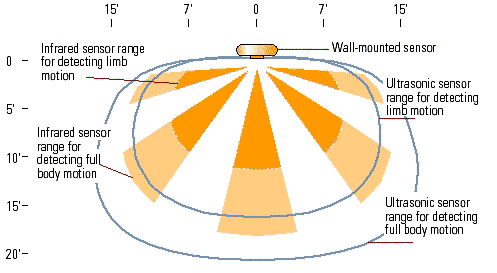 15' 7' 0 7' 15'
Wall-mounted sensor
Infrared sensor range
for detecting limb
motion
0
Ultrasonic sensor
range for detecting
limb motion
5'
Infrared sensor
range for
detecting full
body motion
10'
Ultrasonic sensor
range for detecting
full body motion
15'
20'